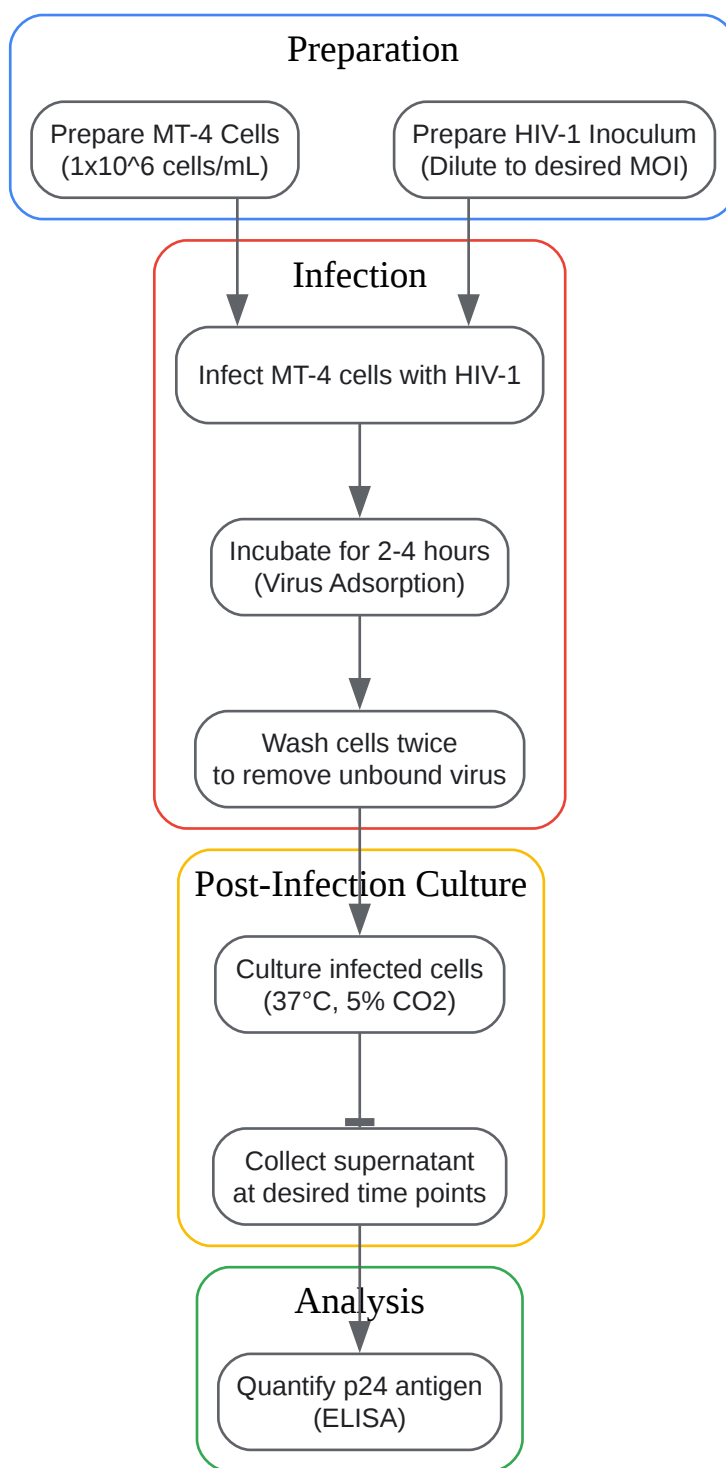 Preparation
Prepare MT-4 Cells
(1x10^6 cells/mL)
Prepare HIV-1 Inoculum
(Dilute to desired MOI)
Infection
Infect MT-4 cells with HIV-1
Incubate for 2-4 hours
(Virus Adsorption)
Wash cells twice
to remove unbound virus
Post-Infection Culture
Culture infected cells
(37°C, 5% CO2)
Collect supernatant
at desired time points
Analysis
Quantify p24 antigen
(ELISA)